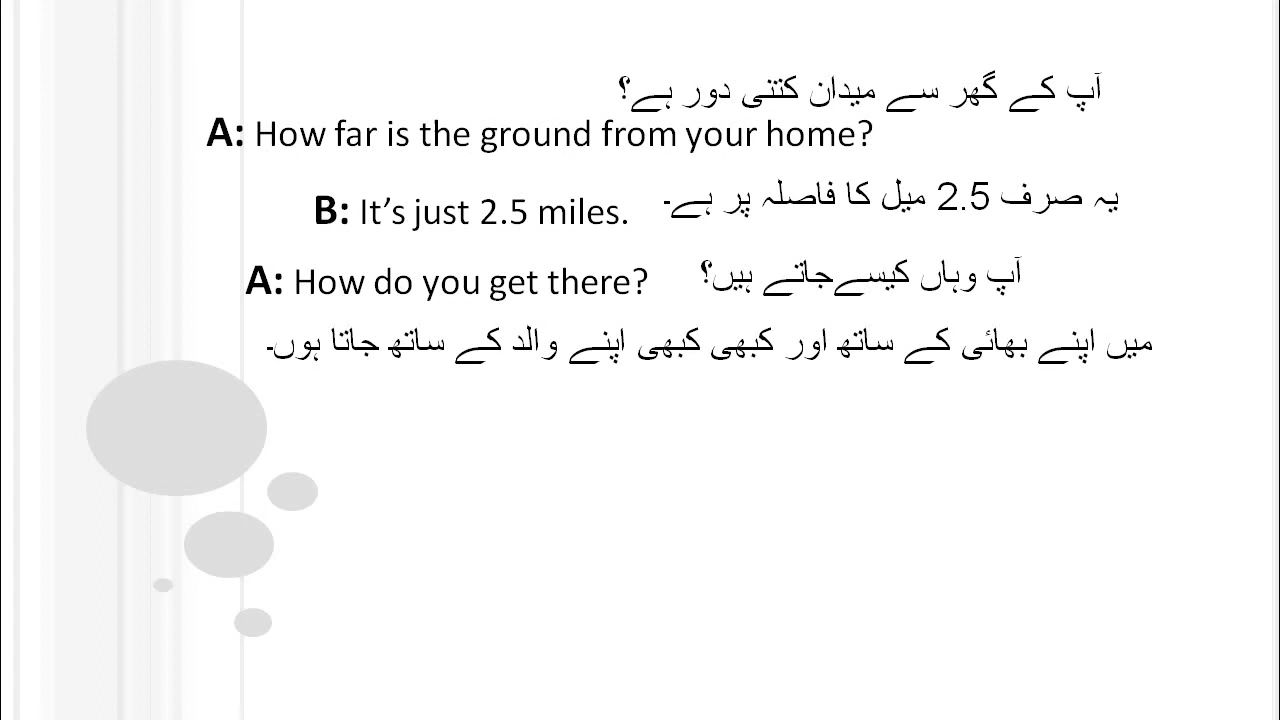 آپ کے گھر سے میدان کتنی دور ہے؟
A: How far is the ground from your home?
B: It's just 2.5 miles. یہ صرف 2.5 میل کا فاصلہ پر ہے۔
A: How do you get there? آپ وہاں کیسےجاتے ہیں؟
میں اپنے بھائی کے ساتھ اور کبھی کبھی اپنے والد کے ساتھ جاتا ہوں۔